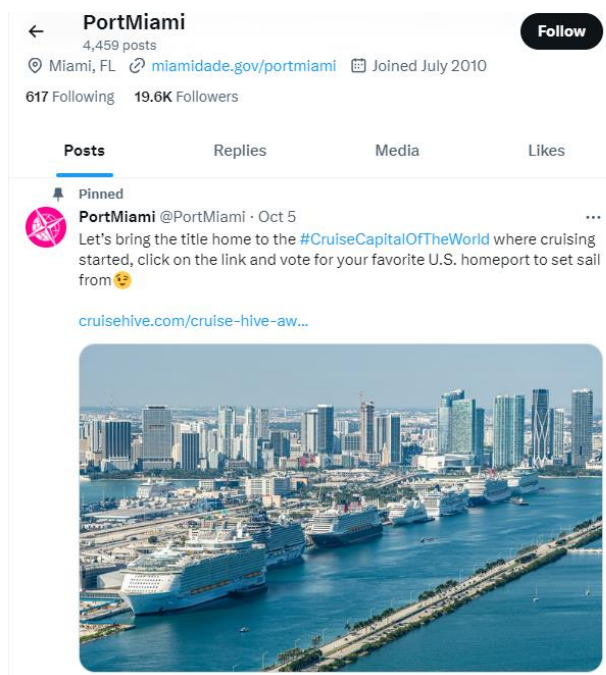 PortMiami
4,459 posts
Follow
Miami, FL miamidade.gov/portmiami Joined July 2010
617 Following 19.6K Followers
Posts Replies Media Likes
Pinned
PortMiami @PortMiami · Oct 5
Let's bring the title home to the #CruiseCapitalOfTheWorld where cruising
started, click on the link and vote for your favorite U.S. homeport to set sail
from😉
cruisehive.com/cruise-hive-aw...